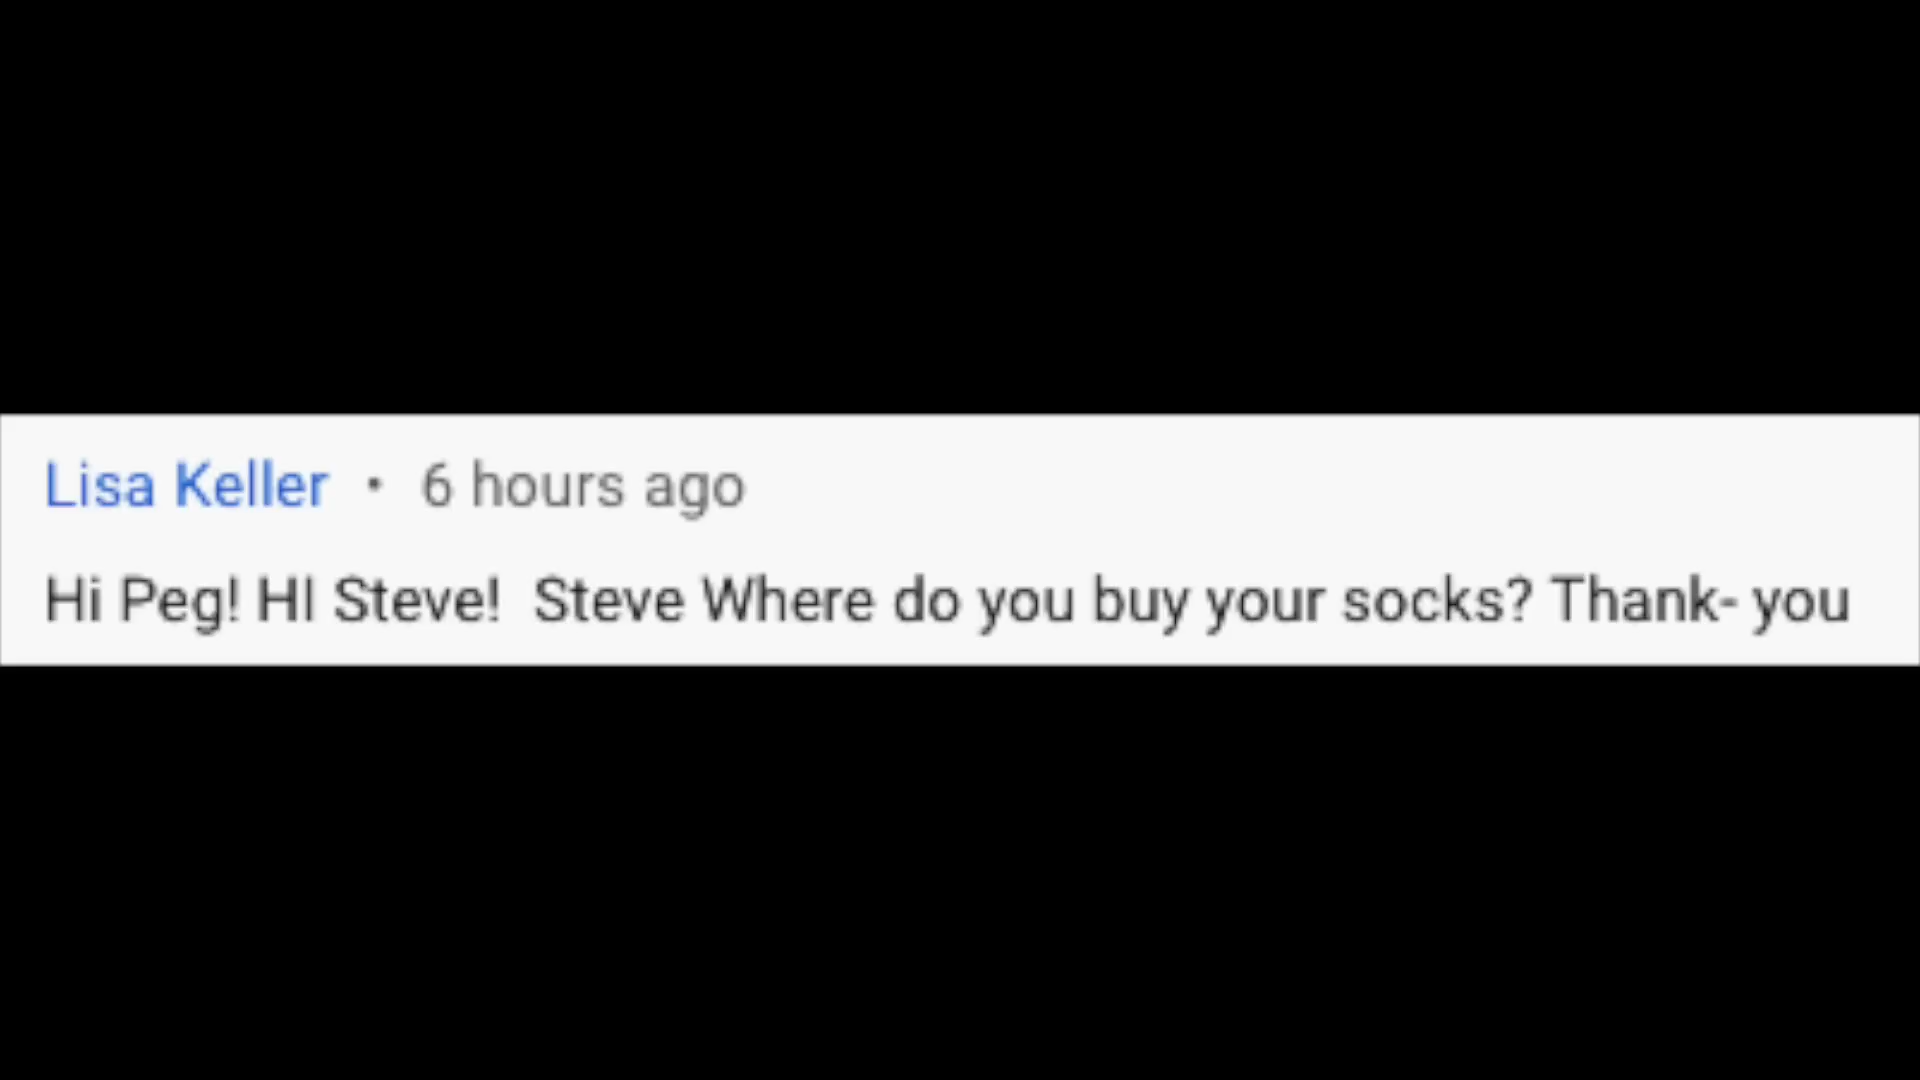 Lisa Keller • 6 hours ago
Hi Peg! HI Steve!  Steve Where do you buy your socks? Thank- you